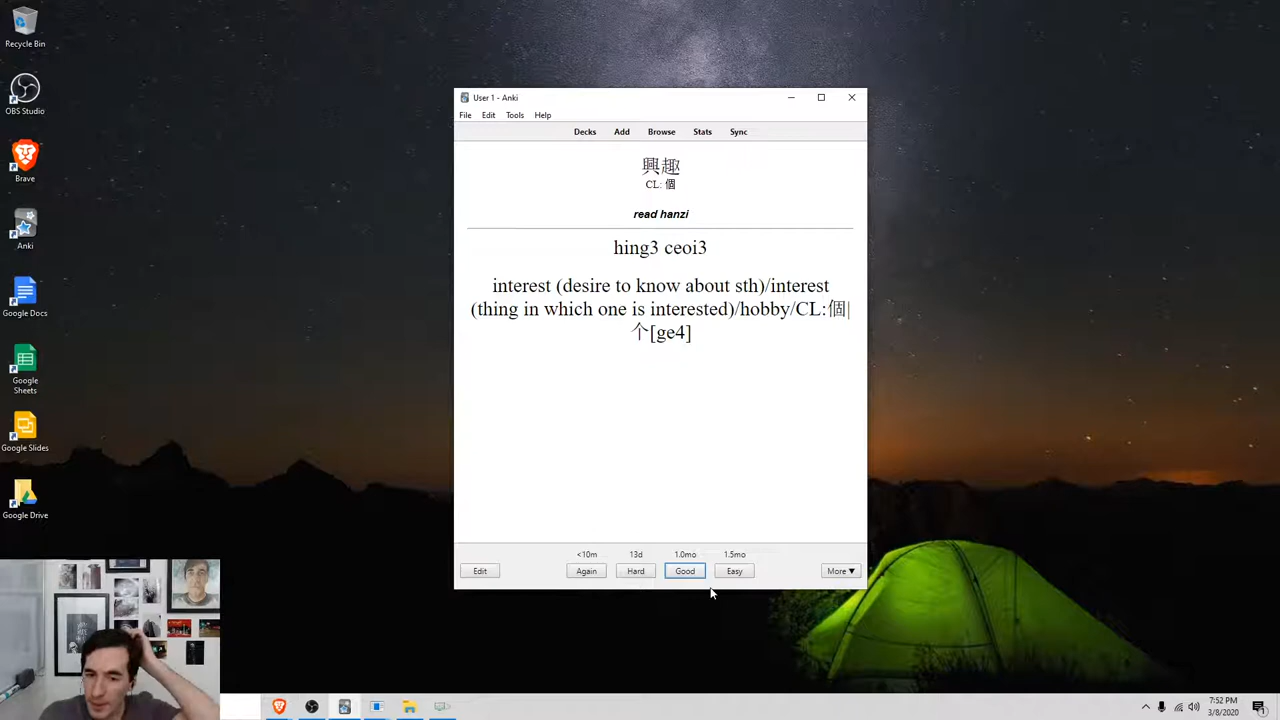 Recycle Bin
OBS Studio
Brave
Anki
Google Docs
Google
Sheets
Google Slides
Google Drive
User 1 - Anki
File Edit Tools Help
Decks Add Browse Stats Sync
興趣
CL: 個
read hanzi
hing3 ceoi3
interest (desire to know about sth)/interest
(thing in which one is interested)/hobby/CL:個|
个[ge4]
<10m 13d 1.0mo 1.5mo
Edit Again Hard Good Easy More ▼
7:52 PM
3/8/2020